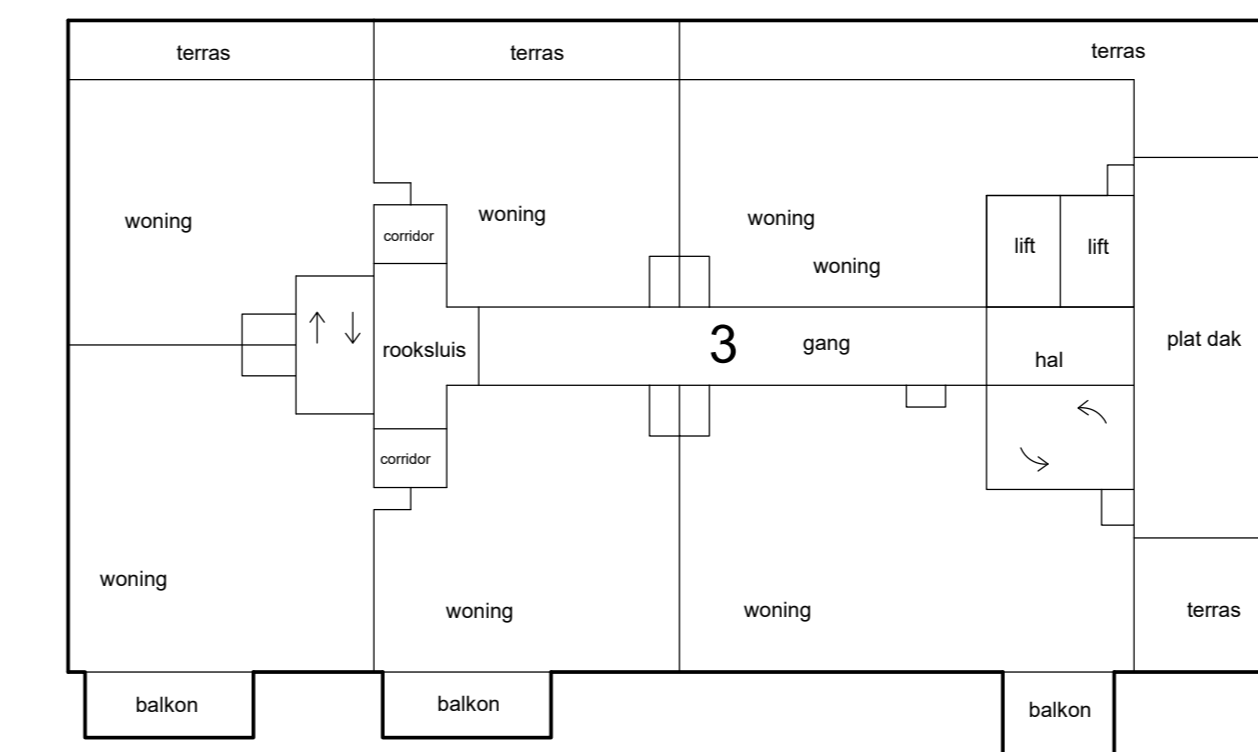 terras
terras
terras
woning
woning
woning
corridor
lift
lift
woning
rooksluis
3
gang
hal
plat dak
corridor
woning
woning
woning
terras
balkon
balkon
balkon